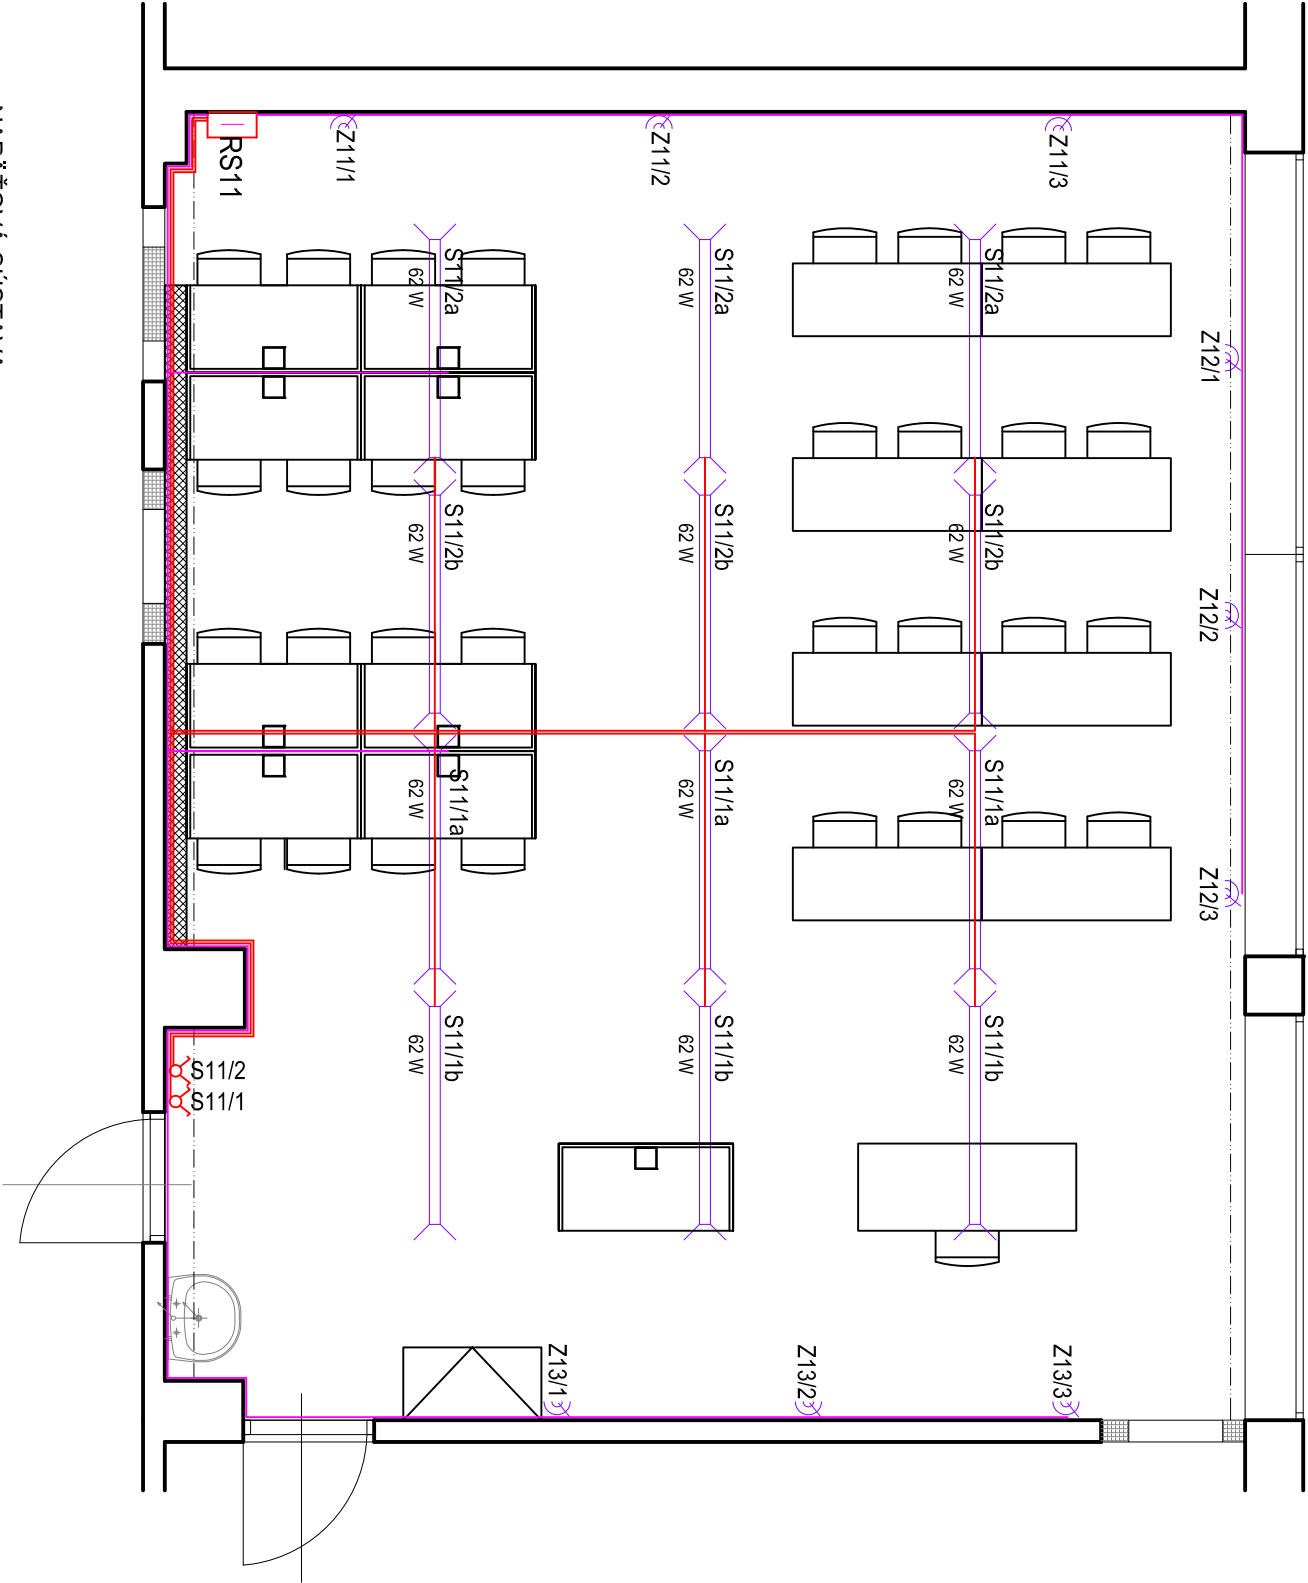 RS11
Z11/1
Z11/2
Z11/3
S11/2a
62 W
S11/2a
62 W
S11/2a
62 W
Z12/1
S11/2b
62 W
S11/2b
62 W
S11/2b
62 W
Z12/2
S11/1a
62 W
S11/1a
62 W
S11/1a
62 W
Z12/3
S11/1b
62 W
S11/1b
62 W
S11/1b
62 W
S11/2
S11/1
Z13/1
Z13/2
Z13/3